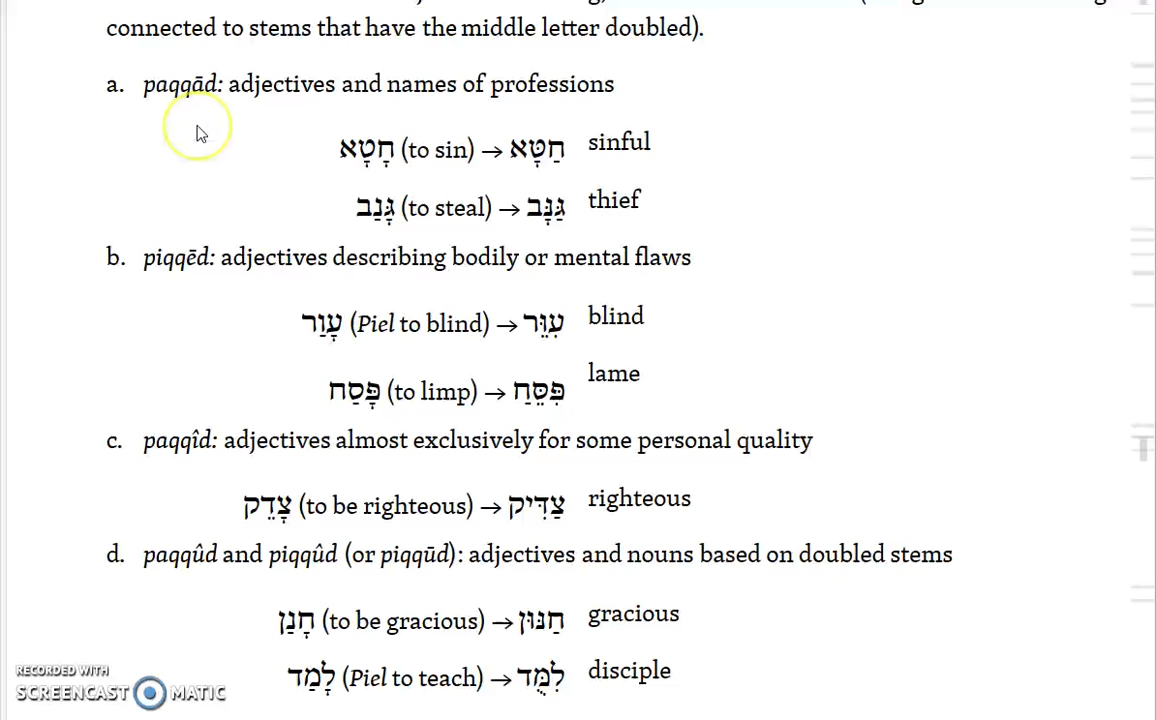 connected to stems that have the middle letter doubled).
a. paqqād: adjectives and names of professions
חָטָא (to sin) → חַטָּא sinful
גָּנַב (to steal) → גַּנָּב thief
b. piqqēd: adjectives describing bodily or mental flaws
עָוַר (Piel to blind) → עִוֵּר blind
פָּסַח (to limp) → פִּסֵּחַ lame
c. paqqîd: adjectives almost exclusively for some personal quality
צָדֵק (to be righteous) → צַדִּיק righteous
d. paqqûd and piqqûd (or piqqūd): adjectives and nouns based on doubled stems
חָנַן (to be gracious) → חַנּוּן gracious
לָמַד (Piel to teach) → לִמֻּד disciple
RECORDED WITH
SCREENCAST MATIC